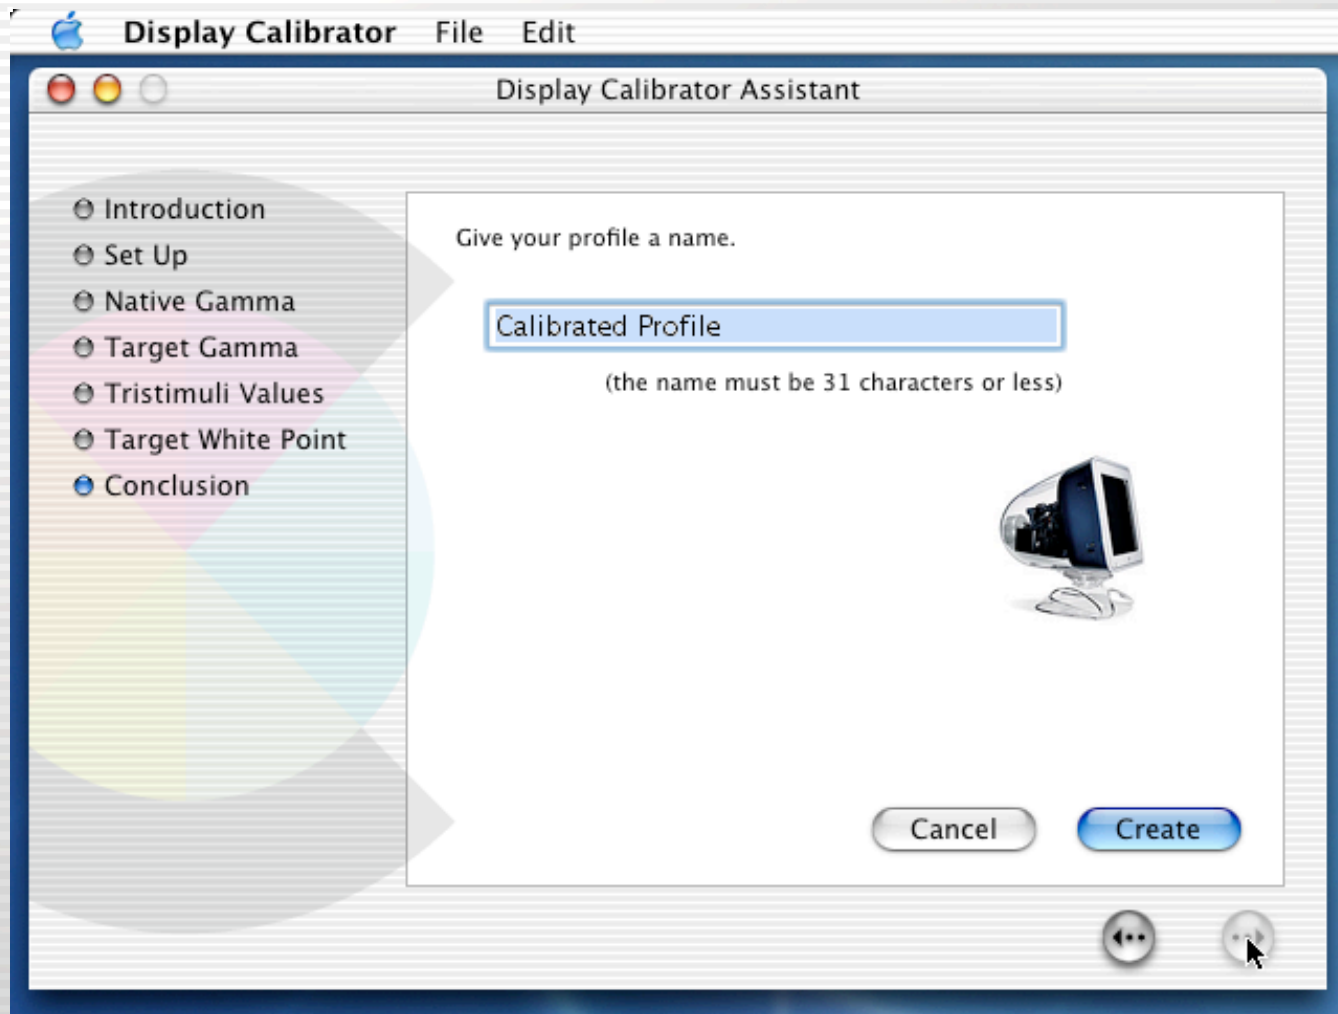 Display Calibrator File Edit
Display Calibrator Assistant
Introduction
Set Up
Native Gamma
Target Gamma
Tristimuli Values
Target White Point
Conclusion
Give your profile a name.
Calibrated Profile
(the name must be 31 characters or less)
Cancel Create